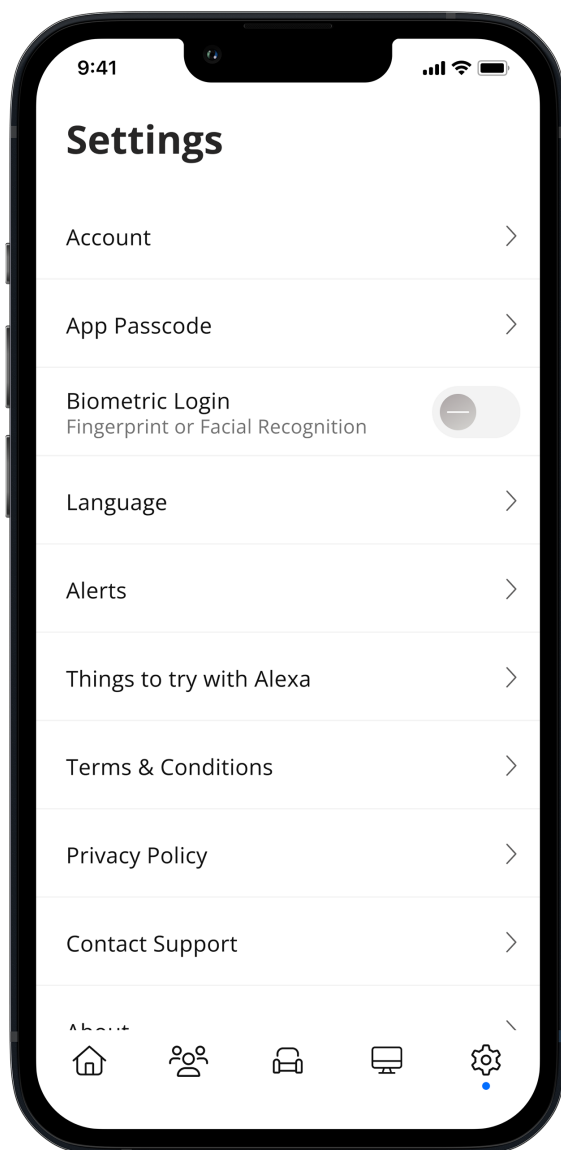 9:41
Settings
Account
App Passcode
Biometric Login
Fingerprint or Facial Recognition
Language
Alerts
Things to try with Alexa
Terms & Conditions
Privacy Policy
Contact Support
About